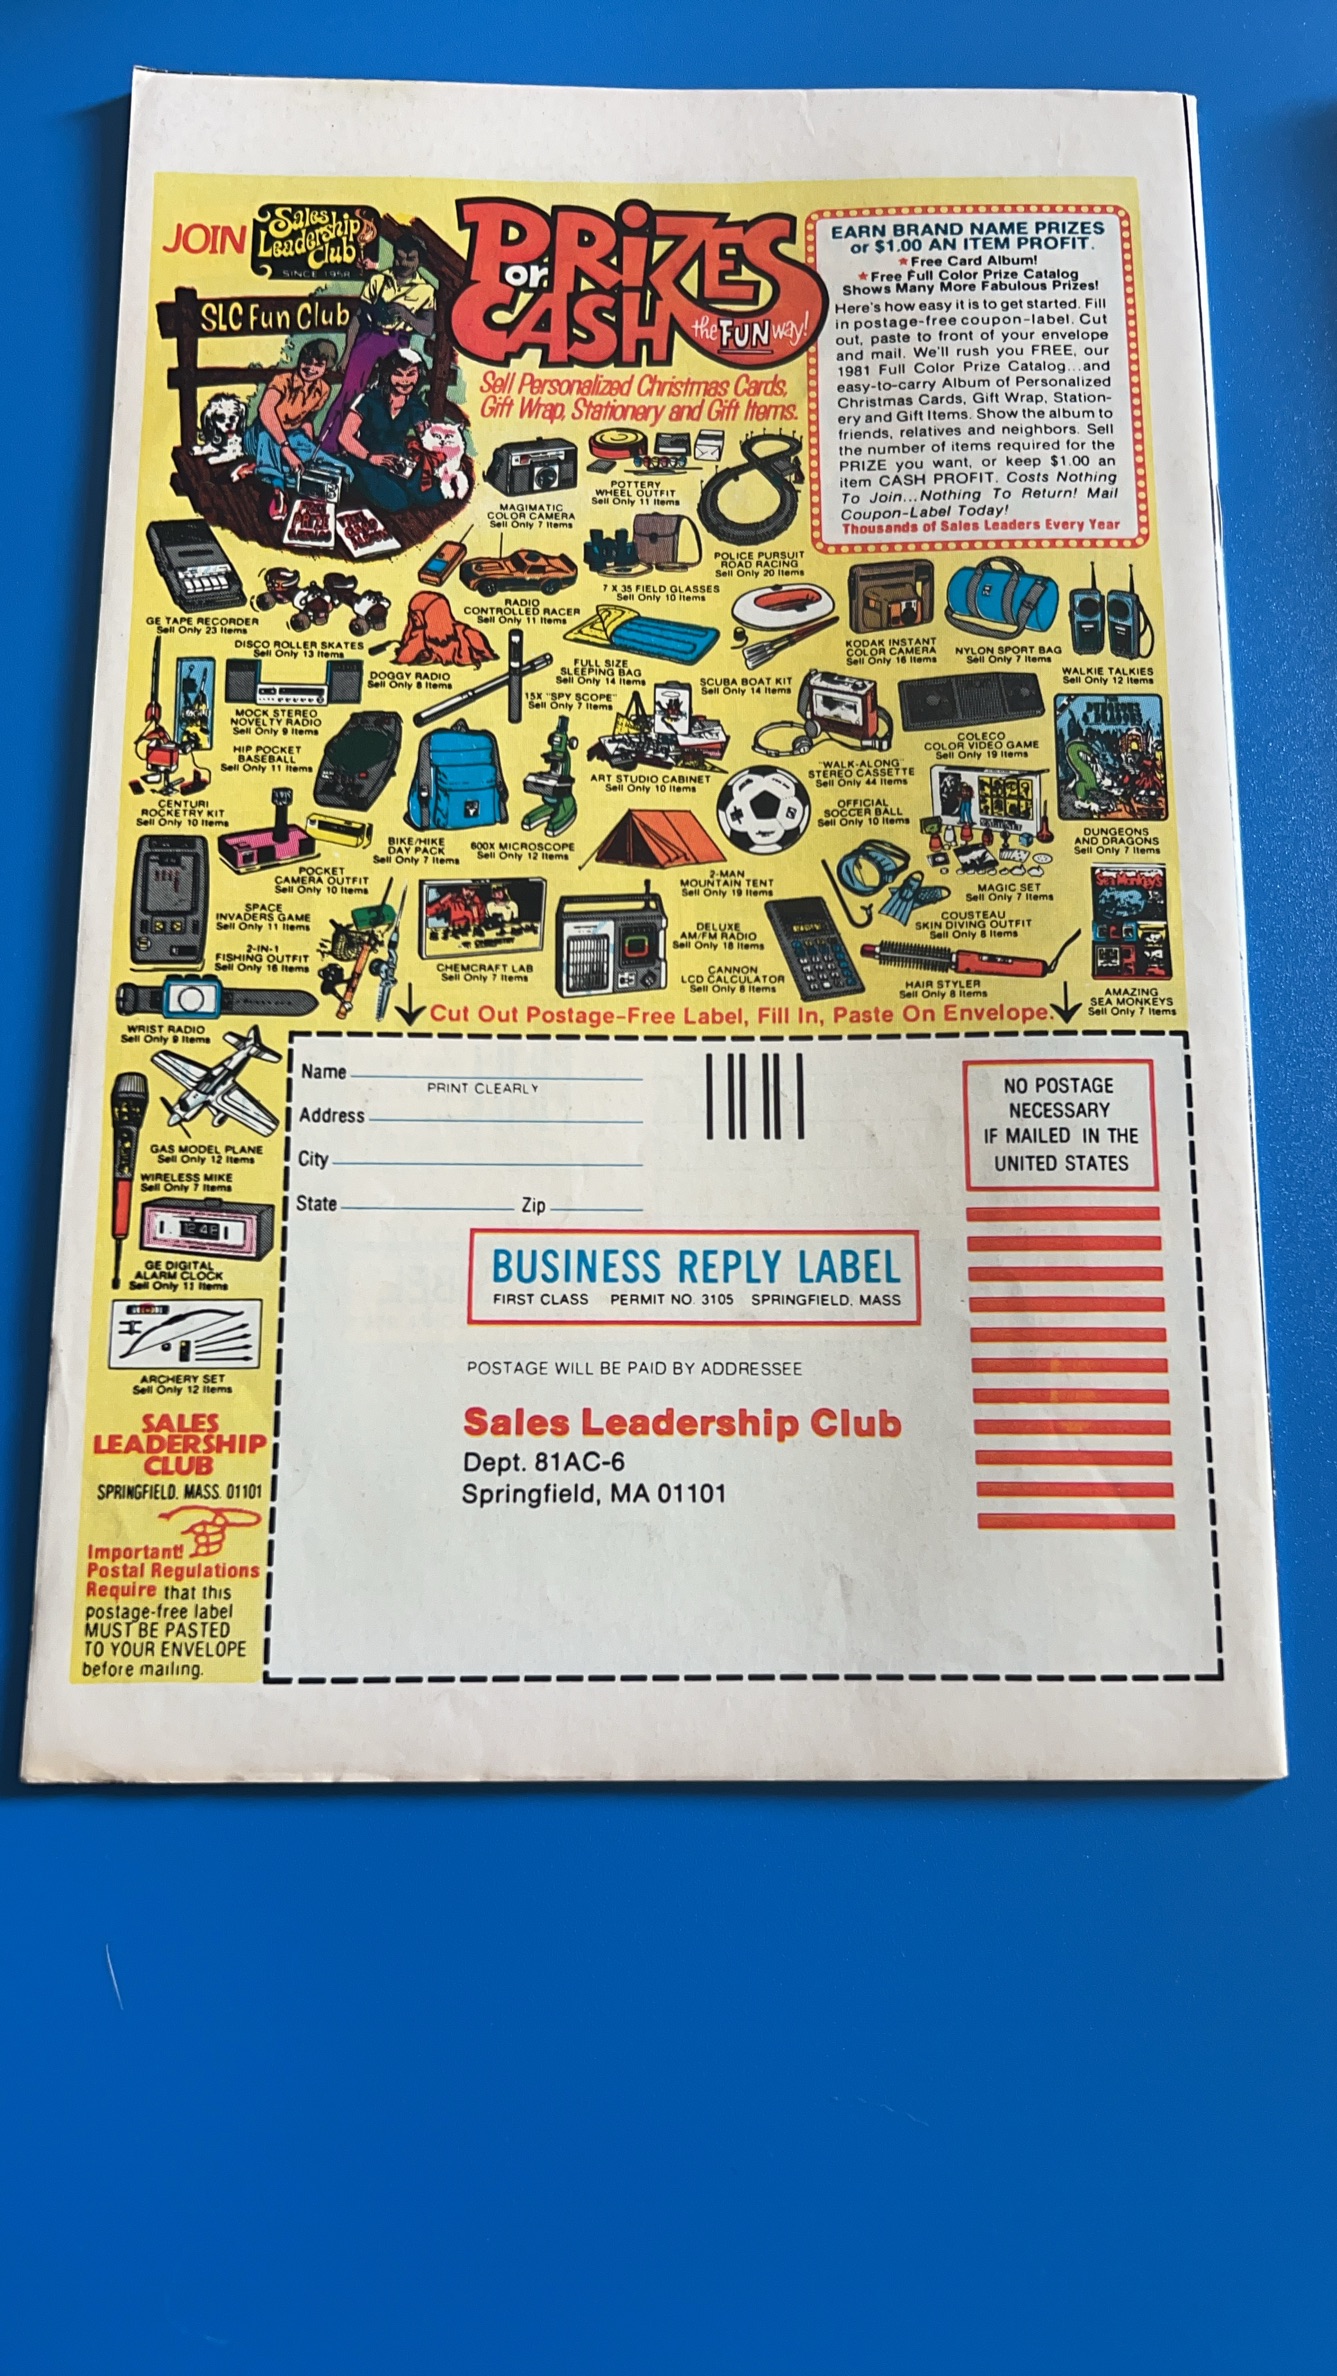 JOIN
Sales
Leadership
Club
SINCE 1958
SLC Fun Club
PRIZES
or
CASH
the FUN way!
Sell Personalized Christmas Cards,
Gift Wrap, Stationery and Gift Items.
EARN BRAND NAME PRIZES
or $1.00 AN ITEM PROFIT.
★Free Card Album!
★Free Full Color Prize Catalog
Shows Many More Fabulous Prizes!
Here's how easy it is to get started. Fill
in postage-free coupon-label. Cut
out, paste to front of your envelope
and mail. We'll rush you FREE, our
1981 Full Color Prize Catalog...and
easy-to-carry Album of Personalized
Christmas Cards, Gift Wrap, Station-
ery and Gift Items. Show the album to
friends, relatives and neighbors. Sell
the number of items required for the
PRIZE you want, or keep $1.00 an
item CASH PROFIT. Costs Nothing
To Join...Nothing To Return! Mail
Coupon-Label Today!
Thousands of Sales Leaders Every Year
MAGIMATIC
COLOR CAMERA
Sell Only 7 Items
POTTERY
WHEEL OUTFIT
Sell Only 11 Items
POLICE PURSUIT
ROAD RACING
Sell Only 20 Items
GE TAPE RECORDER
Sell Only 23 Items
DISCO ROLLER SKATES
Sell Only 13 Items
RADIO
CONTROLLED RACER
Sell Only 11 Items
7 X 35 FIELD GLASSES
Sell Only 10 Items
KODAK INSTANT
COLOR CAMERA
Sell Only 16 Items
NYLON SPORT BAG
Sell Only 7 Items
WALKIE TALKIES
Sell Only 12 Items
DOGGY RADIO
Sell Only 8 Items
FULL SIZE
SLEEPING BAG
Sell Only 14 Items
SCUBA BOAT KIT
Sell Only 14 Items
15X "SPY SCOPE"
Sell Only 7 Items
MOCK STEREO
NOVELTY RADIO
Sell Only 9 Items
HIP POCKET
BASEBALL
Sell Only 11 Items
COLECO
COLOR VIDEO GAME
Sell Only 19 Items
"WALK-ALONG"
STEREO CASSETTE
Sell Only 44 Items
ART STUDIO CABINET
Sell Only 10 Items
CENTURI
ROCKETRY KIT
Sell Only 10 Items
OFFICIAL
SOCCER BALL
Sell Only 10 Items
DUNGEONS
AND DRAGONS
Sell Only 7 Items
BIKE/HIKE
DAY PACK
Sell Only 7 Items
600X MICROSCOPE
Sell Only 12 Items
POCKET
CAMERA OUTFIT
Sell Only 10 Items
2-MAN
MOUNTAIN TENT
Sell Only 19 Items
MAGIC SET
Sell Only 7 Items
SPACE
INVADERS GAME
Sell Only 11 Items
COUSTEAU
SKIN DIVING OUTFIT
Sell Only 8 Items
Sea Monkeys
DELUXE
AM/FM RADIO
Sell Only 18 Items
2-IN-1
FISHING OUTFIT
Sell Only 16 Items
CHEMCRAFT LAB
Sell Only 7 Items
CANNON
LCD CALCULATOR
Sell Only 8 Items
HAIR STYLER
Sell Only 8 Items
AMAZING
SEA MONKEYS
Sell Only 7 Items
WRIST RADIO
Sell Only 9 Items
GAS MODEL PLANE
Sell Only 12 Items
WIRELESS MIKE
Sell Only 7 Items
GE DIGITAL
ALARM CLOCK
Sell Only 11 Items
ARCHERY SET
Sell Only 12 Items
SALES
LEADERSHIP
CLUB
SPRINGFIELD, MASS. 01101
Important!
Postal Regulations
Require that this
postage-free label
MUST BE PASTED
TO YOUR ENVELOPE
before mailing.
Cut Out Postage-Free Label, Fill In, Paste On Envelope.
Name
PRINT CLEARLY
Address
City
State Zip
NO POSTAGE
NECESSARY
IF MAILED IN THE
UNITED STATES
BUSINESS REPLY LABEL
FIRST CLASS PERMIT NO. 3105 SPRINGFIELD, MASS
POSTAGE WILL BE PAID BY ADDRESSEE
Sales Leadership Club
Dept. 81AC-6
Springfield, MA 01101